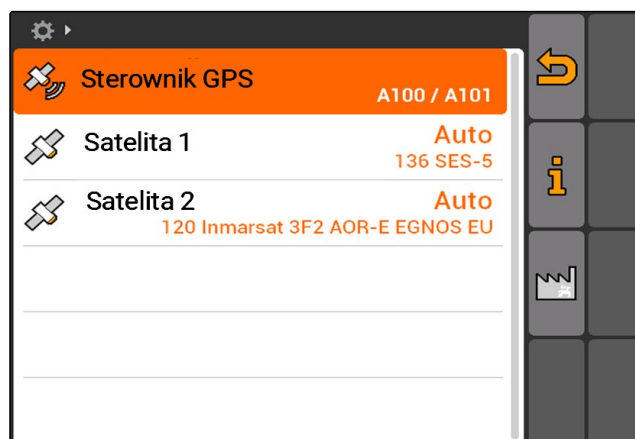 Sterownik GPS
A100 / A101
Satelita 1
Auto
136 SES-5
Satelita 2
Auto
120 Inmarsat 3F2 AOR-E EGNOS EU